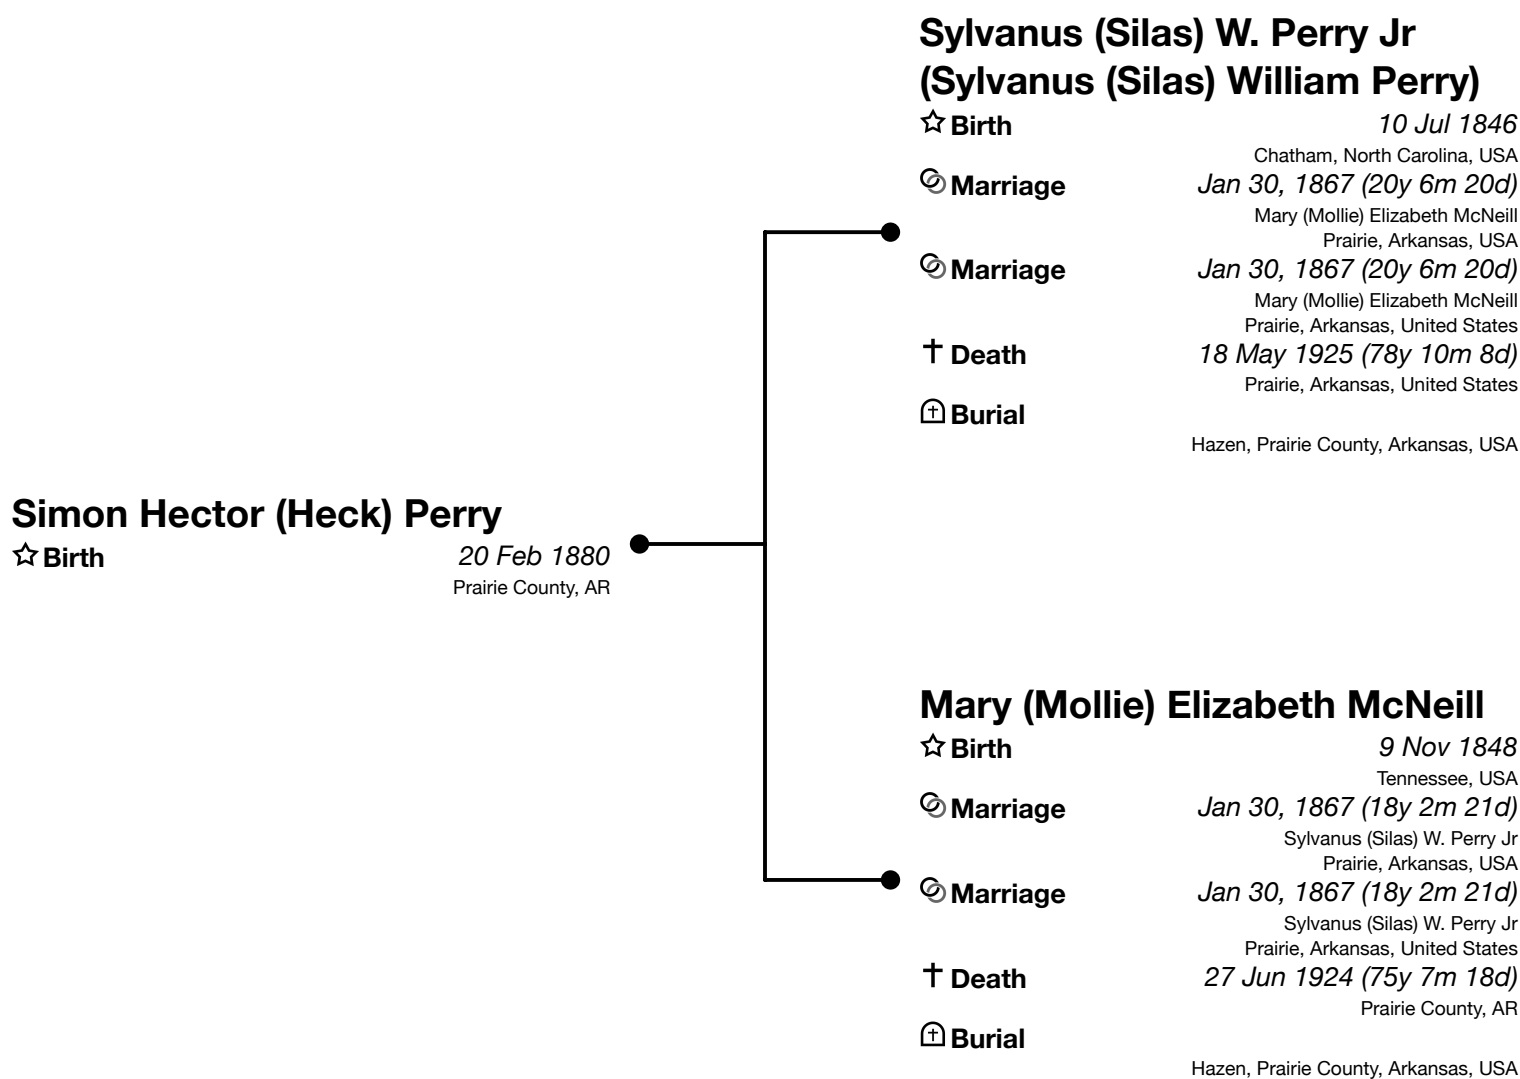 Sylvanus (Silas) W. Perry Jr
(Sylvanus (Silas) William Perry)
Birth 10 Jul 1846
Chatham, North Carolina, USA
Marriage Jan 30, 1867 (20y 6m 20d)
Mary (Mollie) Elizabeth McNeill
Prairie, Arkansas, USA
Marriage Jan 30, 1867 (20y 6m 20d)
Mary (Mollie) Elizabeth McNeill
Prairie, Arkansas, United States
Death 18 May 1925 (78y 10m 8d)
Prairie, Arkansas, United States
Burial
Hazen, Prairie County, Arkansas, USA
Simon Hector (Heck) Perry
Birth 20 Feb 1880
Prairie County, AR
Mary (Mollie) Elizabeth McNeill
Birth 9 Nov 1848
Tennessee, USA
Marriage Jan 30, 1867 (18y 2m 21d)
Sylvanus (Silas) W. Perry Jr
Prairie, Arkansas, USA
Marriage Jan 30, 1867 (18y 2m 21d)
Sylvanus (Silas) W. Perry Jr
Prairie, Arkansas, United States
Death 27 Jun 1924 (75y 7m 18d)
Prairie County, AR
Burial
Hazen, Prairie County, Arkansas, USA